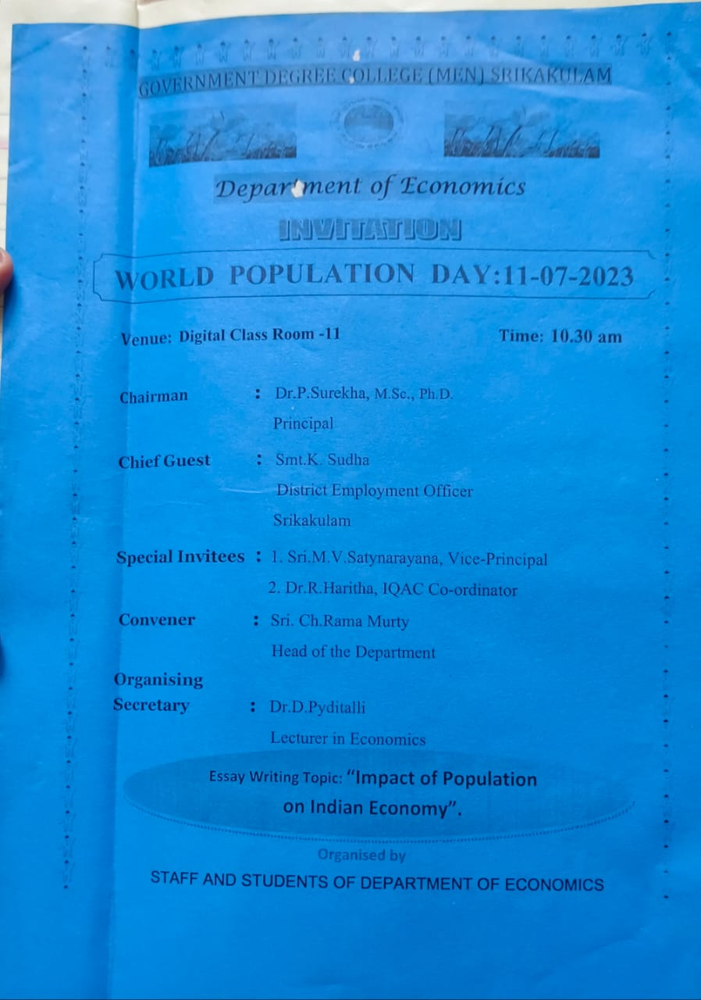 GOVERNMENT DEGREE COLLEGE (MEN) SRIKAKULAM
Department of Economics
INVITATION
WORLD POPULATION DAY:11-07-2023
Venue: Digital Class Room -11 Time: 10.30 am
Chairman : Dr.P.Surekha, M.Sc., Ph.D.
Principal
Chief Guest : Smt.K. Sudha
District Employment Officer
Srikakulam
Special Invitees : 1. Sri.M.V.Satynarayana, Vice-Principal
2. Dr.R.Haritha, IQAC Co-ordinator
Convener : Sri. Ch.Rama Murty
Head of the Department
Organising
Secretary : Dr.D.Pyditalli
Lecturer in Economics
Essay Writing Topic: “Impact of Population
on Indian Economy”.
Organised by
STAFF AND STUDENTS OF DEPARTMENT OF ECONOMICS